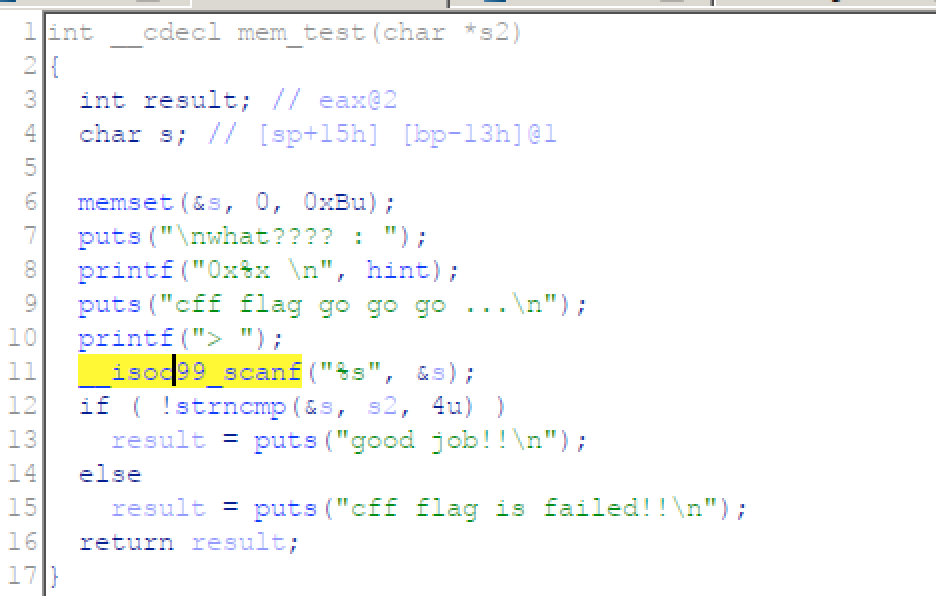 1 int __cdecl mem_test(char *s2)
2 {
3 int result; // eax@2
4 char s; // [sp+15h] [bp-13h]@1
5
6 memset(&s, 0, 0xBu);
7 puts("\nwhat???? : ");
8 printf("0x%x \n", hint);
9 puts("cff flag go go go ...\n");
10 printf("> ");
11 __isoc99_scanf("%s", &s);
12 if ( !strncmp(&s, s2, 4u) )
13 result = puts("good job!!\n");
14 else
15 result = puts("cff flag is failed!!\n");
16 return result;
17 }